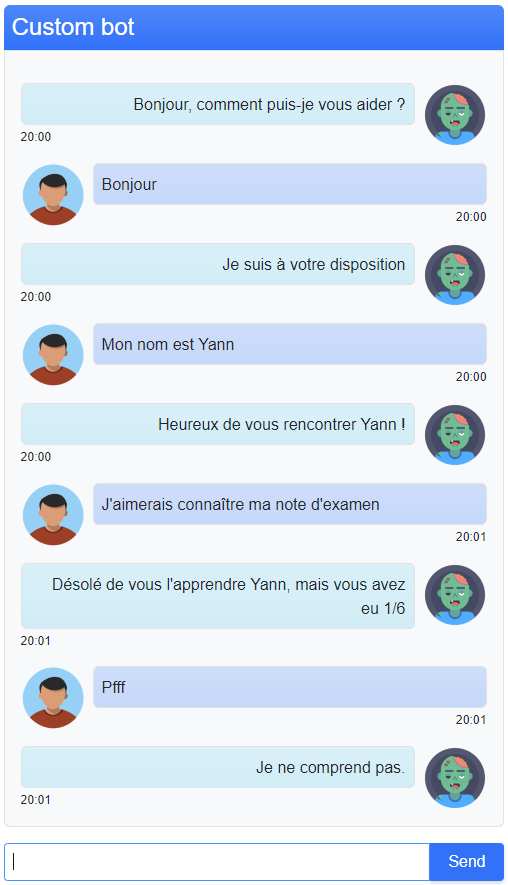 Custom bot
Bonjour, comment puis-je vous aider ?
20:00
Bonjour
20:00
Je suis à votre disposition
20:00
Mon nom est Yann
20:00
Heureux de vous rencontrer Yann !
20:00
J'aimerais connaître ma note d'examen
20:01
Désolé de vous l'apprendre Yann, mais vous avez
eu 1/6
20:01
Pfff
20:01
Je ne comprend pas.
20:01
Send